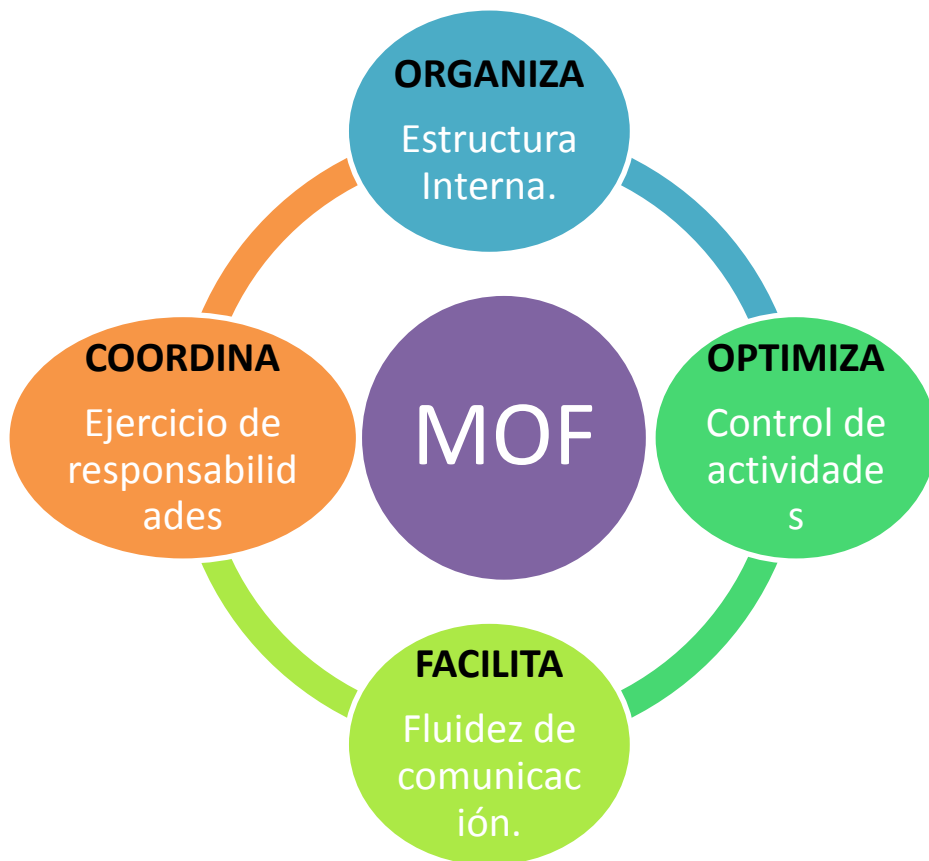 ORGANIZA
Estructura
Interna.
COORDINA
Ejercicio de
responsabilid
ades
MOF
OPTIMIZA
Control de
actividade
s
FACILITA
Fluidez de
comunicac
ión.